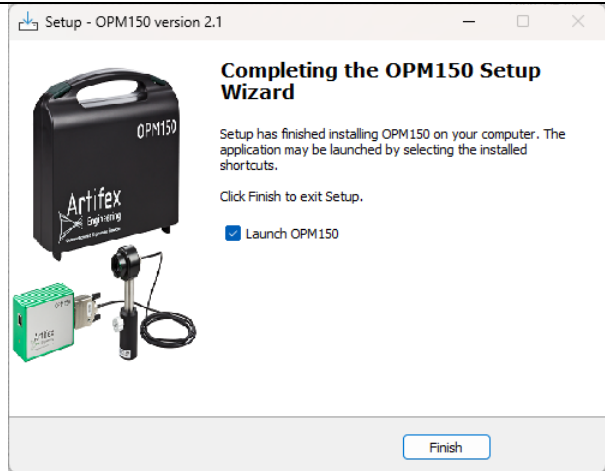 Setup - OPM150 version 2.1
Completing the OPM150 Setup
Wizard
Setup has finished installing OPM150 on your computer. The
application may be launched by selecting the installed
shortcuts.
Click Finish to exit Setup.
Launch OPM150
OPM150
Artifex
Engineering
OPM150
Artifex
Finish